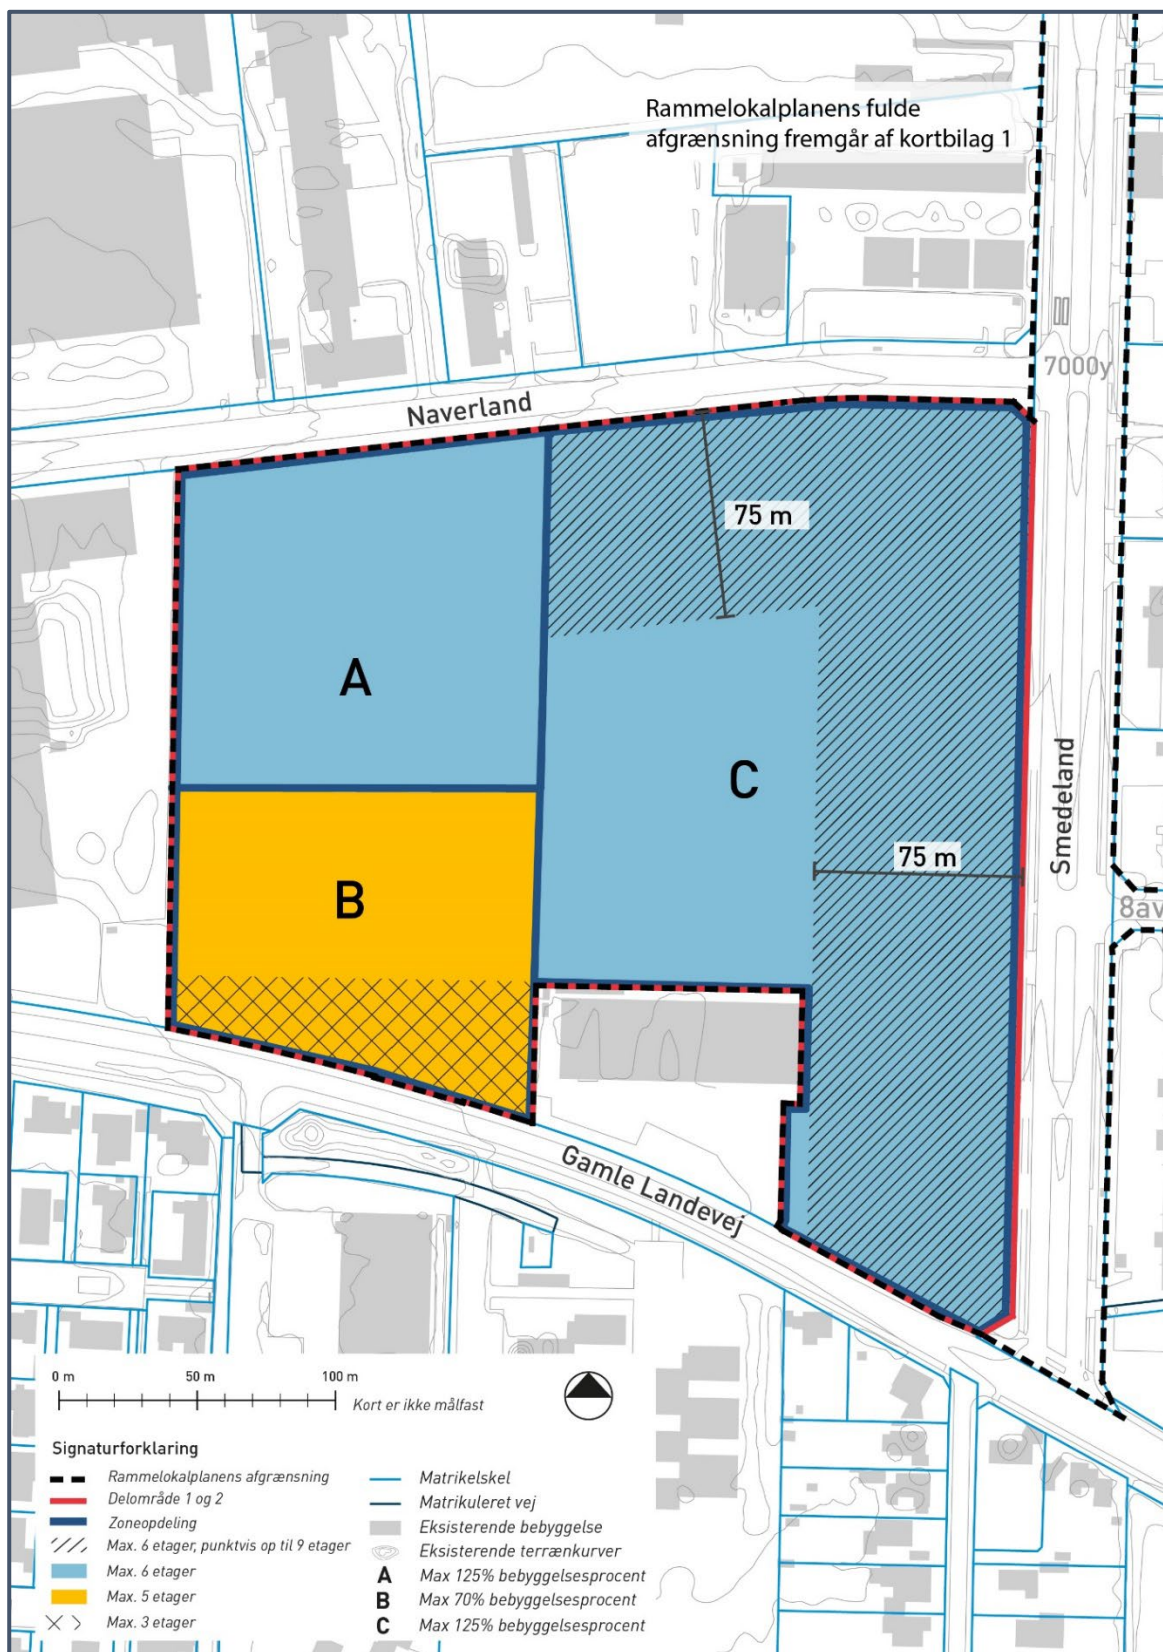 Rammelokalplanens fulde
afgrænsning fremgår af kortbilag 1
7000y
Naverland
75 m
A
C
Smedeland
75 m
B
8av
Gamle Landevej
0 m 50 m 100 m
Kort er ikke målfast
Signaturforklaring
Rammelokalplanens afgrænsning
Delområde 1 og 2
Zoneopdeling
Max. 6 etager, punktvis op til 9 etager
Max. 6 etager
Max. 5 etager
Max. 3 etager
Matrikelskel
Matrikuleret vej
Eksisterende bebyggelse
Eksisterende terrænkurver
A Max 125% bebyggelsesprocent
B Max 70% bebyggelsesprocent
C Max 125% bebyggelsesprocent